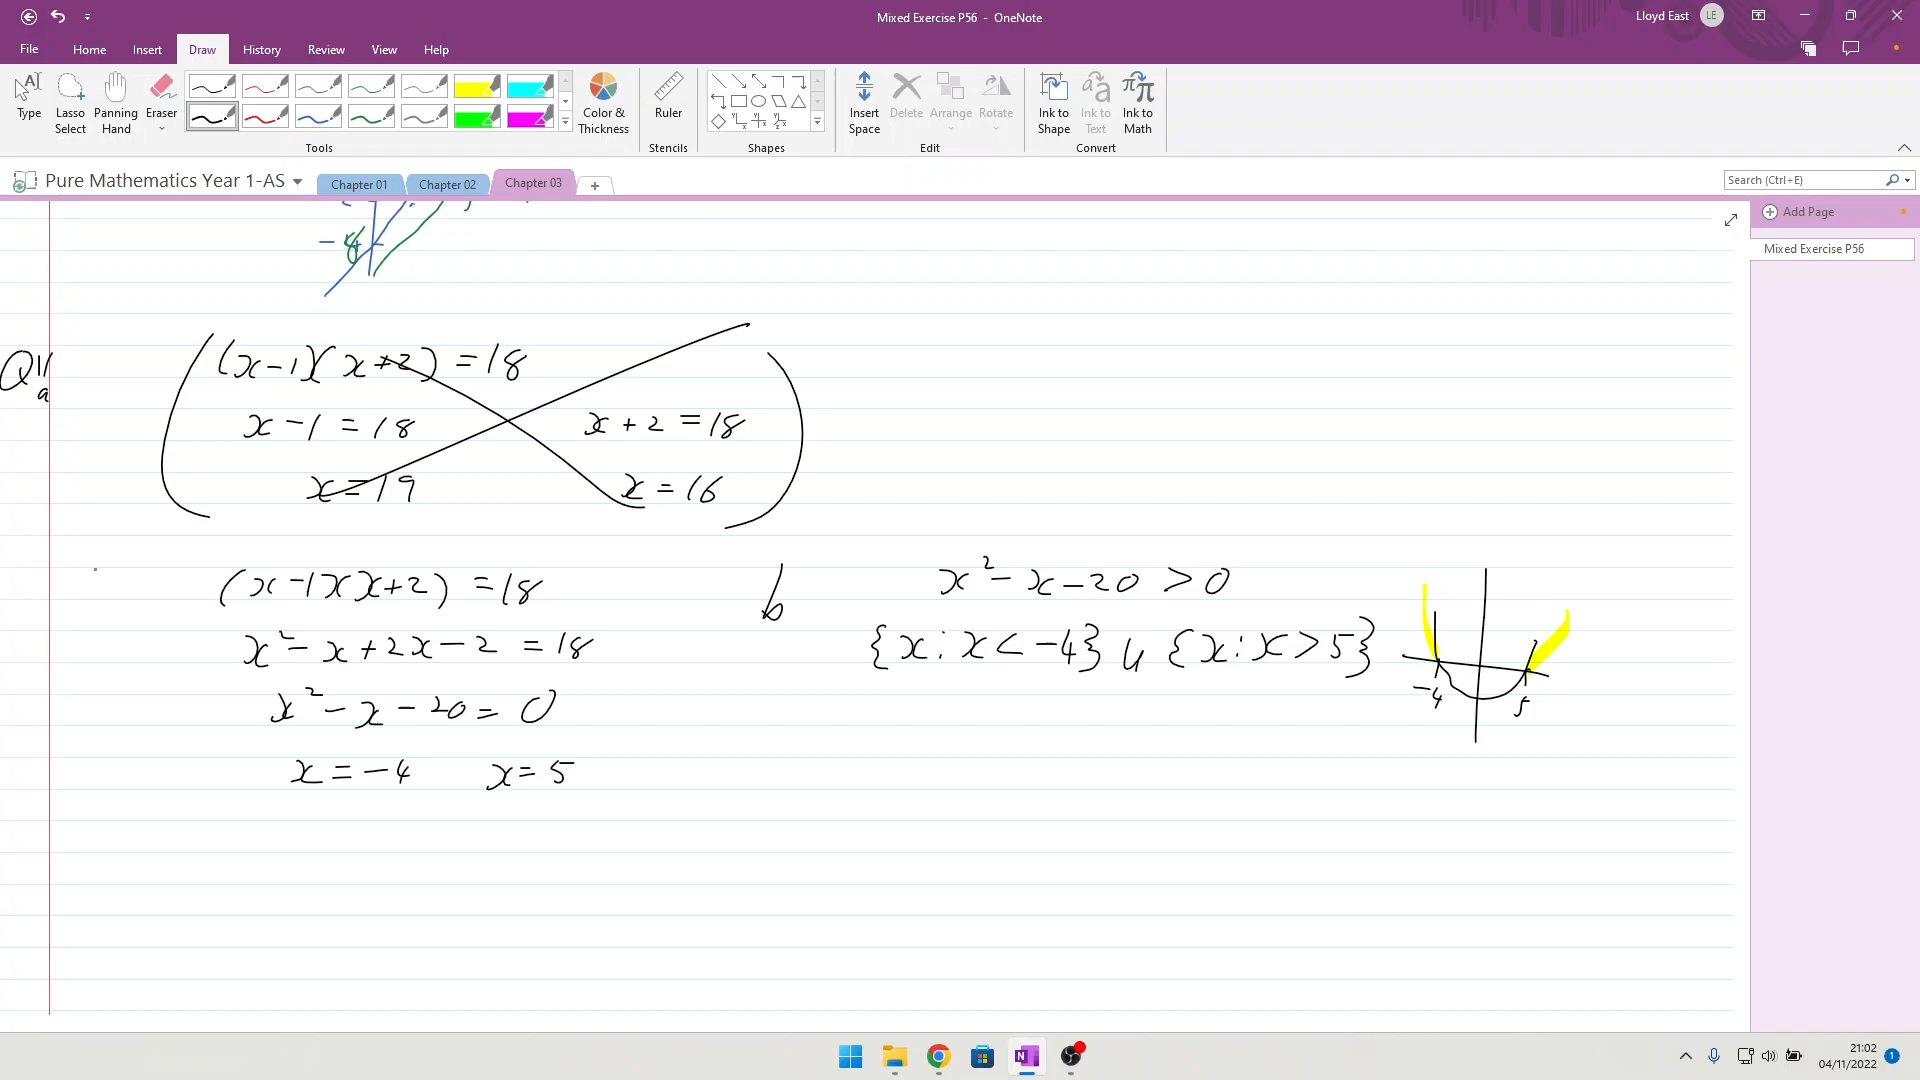 Mixed Exercise P56 - OneNote
Lloyd East LE
File Home Insert Draw History Review View Help
Type Lasso Select Panning Hand Eraser
Color & Thickness
Ruler
Insert Space Delete Arrange Rotate
Ink to Shape Ink to Text Ink to Math
Tools Stencils Shapes Edit Convert
Pure Mathematics Year 1-AS Chapter 01 Chapter 02 Chapter 03 +
Search (Ctrl+E)
Add Page
Mixed Exercise P56
Q11 a
(x-1)(x+2) = 18
x-1 = 18 x+2 = 18
x = 19 x = 16
(x-1)(x+2) = 18
x² - x + 2x - 2 = 18
x² - x - 20 = 0
x = -4 x = 5
b
x² - x - 20 > 0
{x : x < -4} ∪ {x : x > 5}
-4 5
21:02
04/11/2022
1